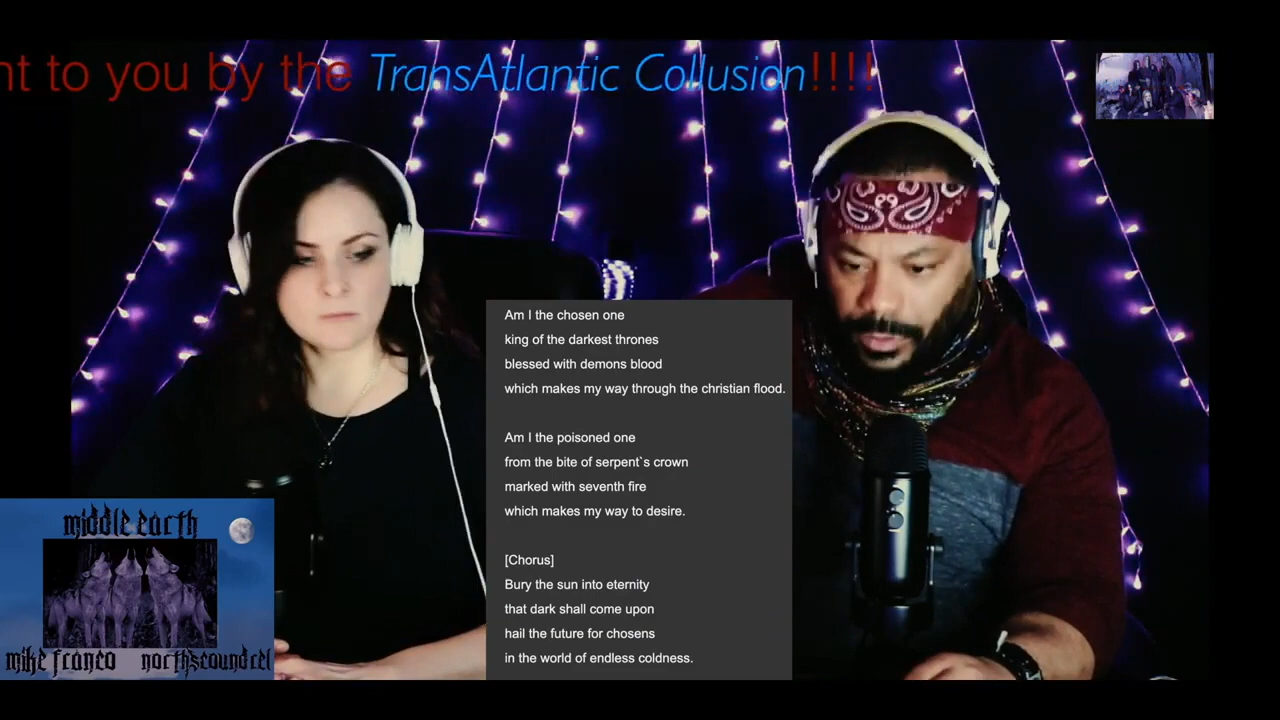 nt to you by the TransAtlantic Collusion!!!!
Am I the chosen one
king of the darkest thrones
blessed with demons blood
which makes my way through the christian flood.
Am I the poisoned one
from the bite of serpent`s crown
marked with seventh fire
which makes my way to desire.
[Chorus]
Bury the sun into eternity
that dark shall come upon
hail the future for chosens
in the world of endless coldness.
middle earth
mike franco northscoundrel